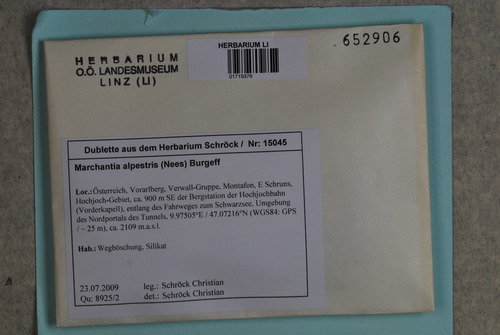 HERBARIUM
O.Ö. LANDESMUSEUM
LINZ (LI)
HERBARIUM LI
01719376
652906
Dublette aus dem Herbarium Schröck / Nr: 15045
Marchantia alpestris (Nees) Burgeff
Loc.:Österreich, Vorarlberg, Verwall-Gruppe, Montafon, E Schruns,
Hochjoch-Gebiet, ca. 900 m SE der Bergstation der Hochjochbahn
(Vorderkapell), entlang des Fahrweges zum Schwarzsee, Umgebung
des Nordportals des Tunnels, 9.97505°E / 47.07216°N (WGS84: GPS
/ ~ 25 m), ca. 2109 m.a.s.l.
Hab.: Wegböschung, Silikat
23.07.2009 leg.: Schröck Christian
Qu: 8925/2 det.: Schröck Christian